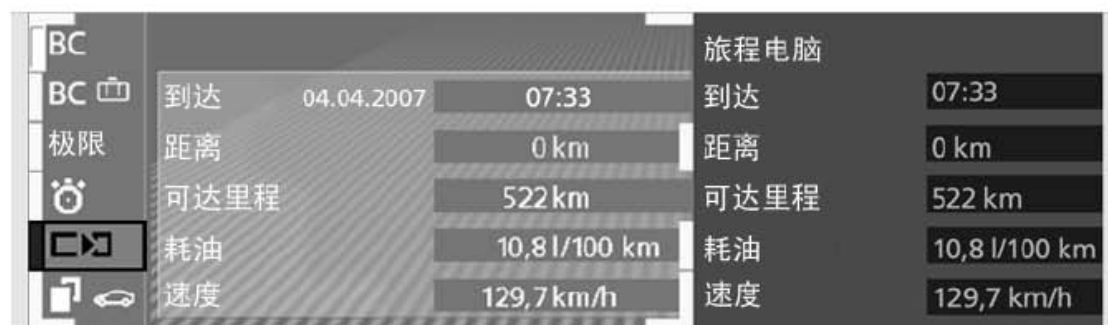 BC
BC
极限
到达 04.04.2007 07:33
距离 0 km
可达里程 522 km
耗油 10,8 l/100 km
速度 129,7 km/h
旅程电脑
到达 07:33
距离 0 km
可达里程 522 km
耗油 10,8 l/100 km
速度 129,7 km/h